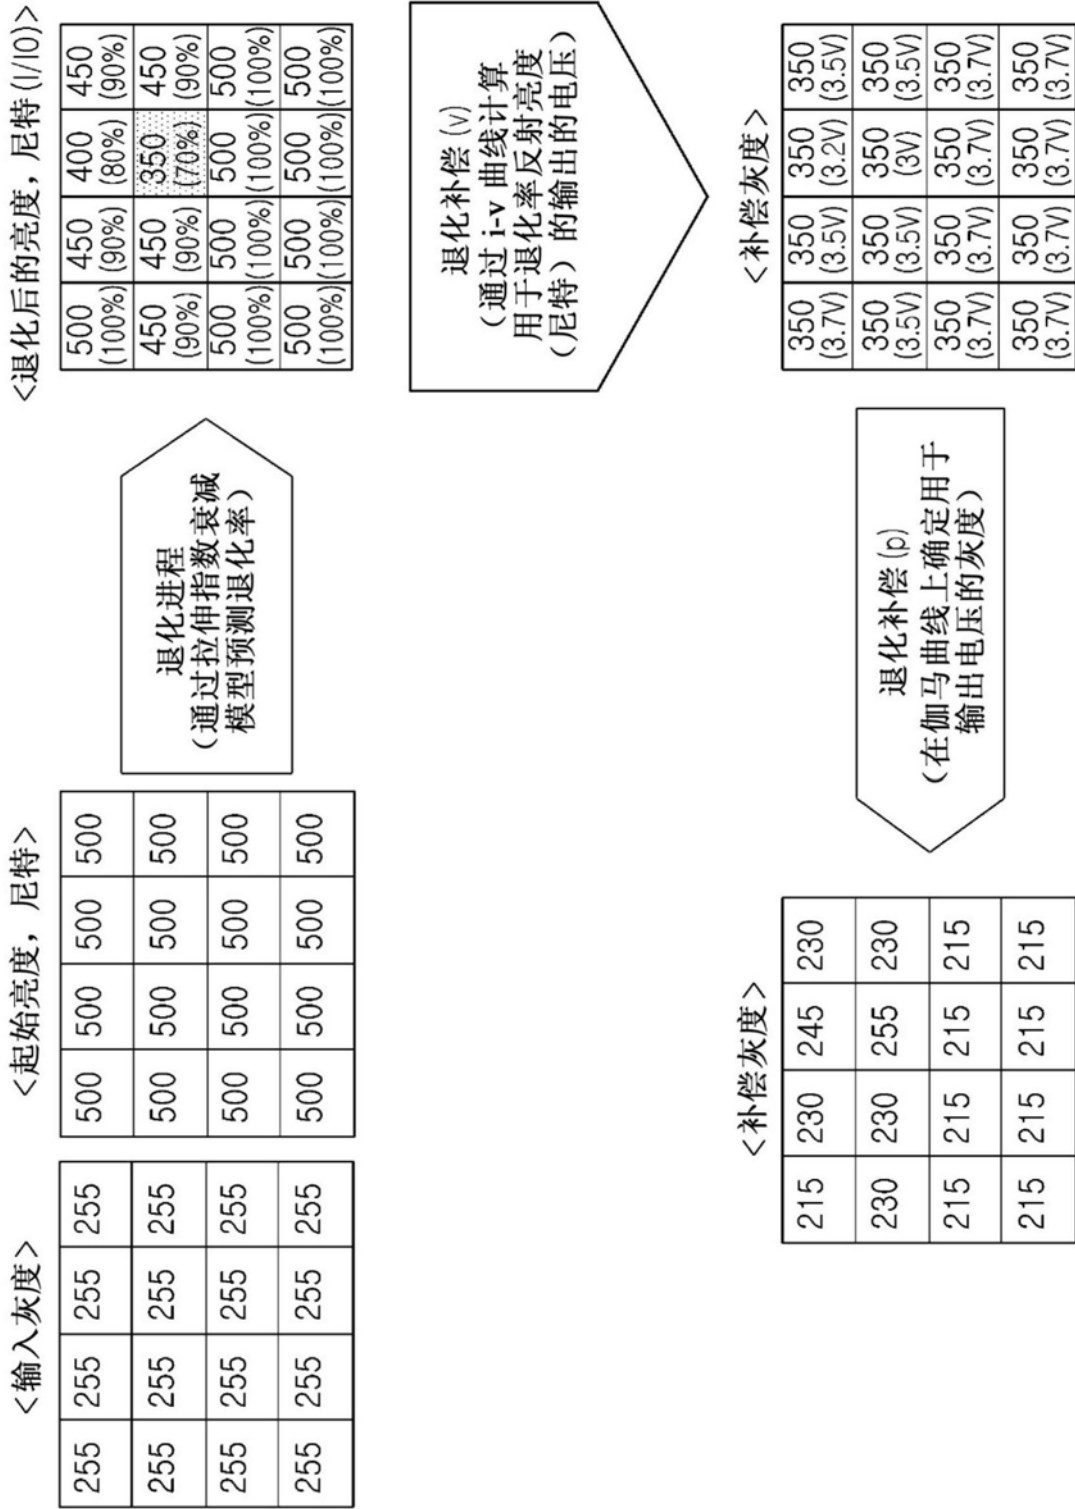 <输入灰度>
255 255 255 255
255 255 255 255
255 255 255 255
255 255 255 255
<起始亮度，尼特>
500 500 500 500
500 500 500 500
500 500 500 500
500 500 500 500
退化进程
（通过拉伸指数衰减
模型预测退化率）
<退化后的亮度，尼特(I/I0)>
500 450 400 450
(100%) (90%) (80%) (90%)
450 450 350 450
(90%) (90%) (70%) (90%)
500 500 500 500
(100%) (100%) (100%) (100%)
500 500 500 500
(100%) (100%) (100%) (100%)
退化补偿(v)
（通过 i-v 曲线计算
用于退化率反射亮度
（尼特）的输出的电压）
<补偿灰度>
350 350 350 350
(3.7V) (3.5V) (3.2V) (3.5V)
350 350 350 350
(3.5V) (3.5V) (3V) (3.5V)
350 350 350 350
(3.7V) (3.7V) (3.7V) (3.7V)
350 350 350 350
(3.7V) (3.7V) (3.7V) (3.7V)
退化补偿(p)
（在伽马曲线上确定用于
输出电压的灰度）
<补偿灰度>
215 230 245 230
230 230 255 230
215 215 215 215
215 215 215 215